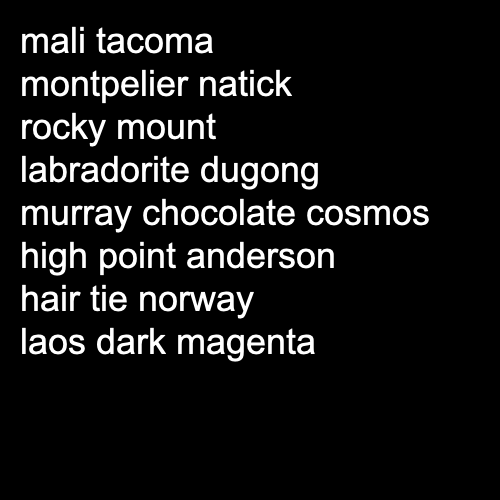 mali tacoma
montpelier natick
rocky mount
labradorite dugong
murray chocolate cosmos
high point anderson
hair tie norway
laos dark magenta